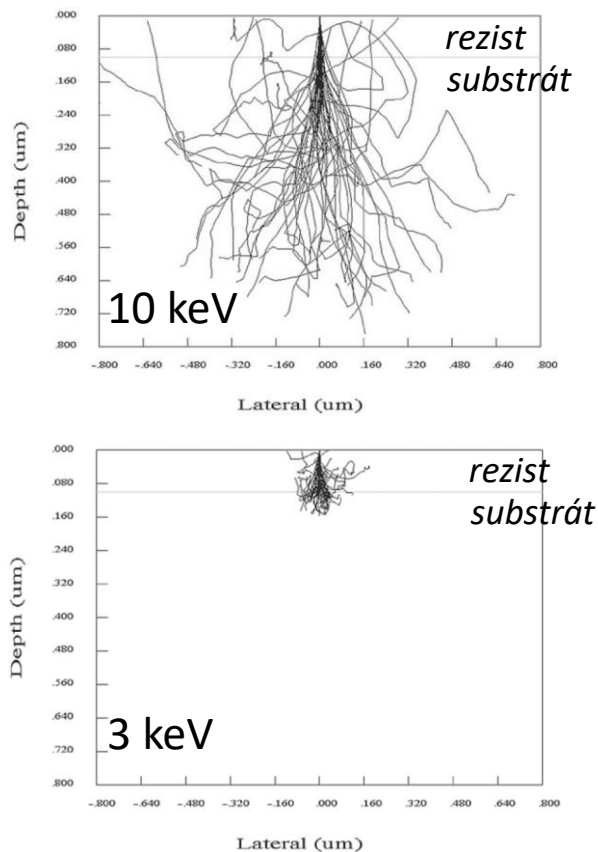 .000
.080
.160
.240
.320
.400
.480
.560
.640
.720
.800
Depth (um)
rezist
substrát
10 keV
-.800 -.640 -.480 -.320 -.160 .000 .160 .320 .480 .640 .800
Lateral (um)
.000
.080
.160
.240
.320
.400
.480
.560
.640
.720
.800
Depth (um)
rezist
substrát
3 keV
-.800 -.640 -.480 -.320 -.160 .000 .160 .320 .480 .640 .800
Lateral (um)